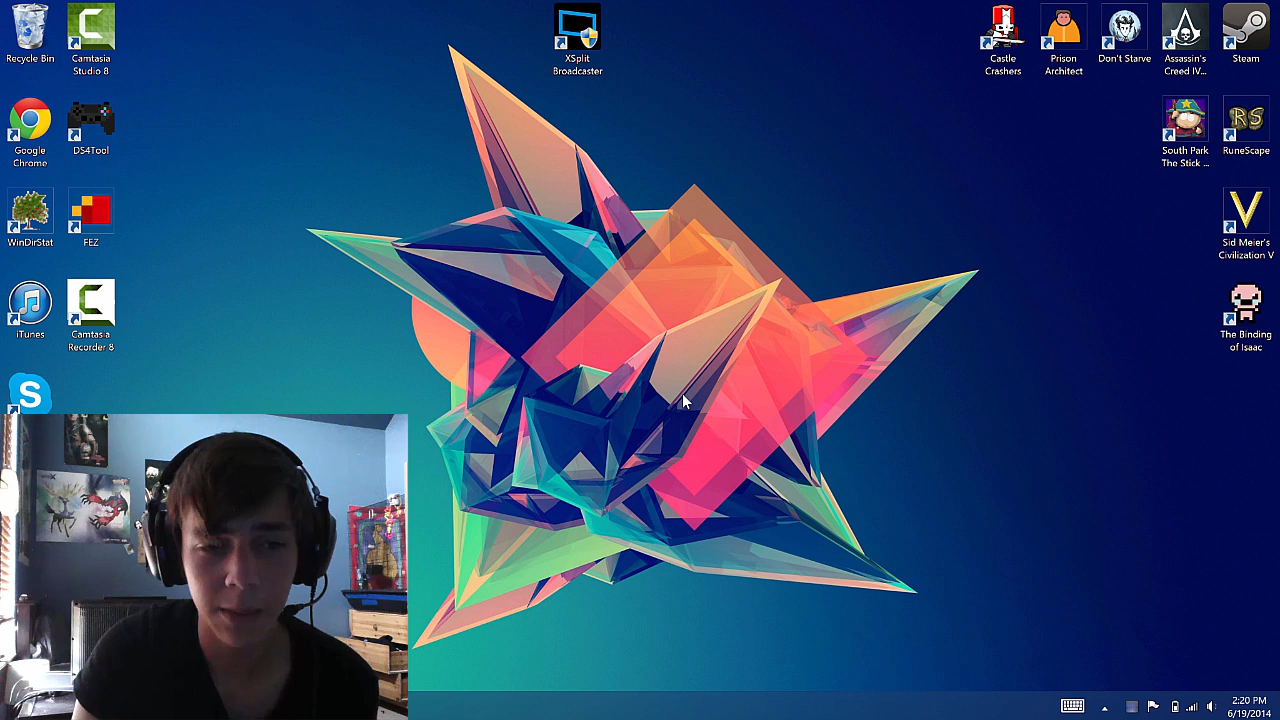 Recycle Bin
Camtasia
Studio 8
XSplit
Broadcaster
Castle
Crashers
Prison
Architect
Don't Starve
Assassin's
Creed IV...
Steam
Google
Chrome
DS4Tool
South Park
The Stick ...
RS
RuneScape
WinDirStat
FEZ
V
Sid Meier's
Civilization V
iTunes
Camtasia
Recorder 8
The Binding
of Isaac
S
2:20 PM
6/19/2014